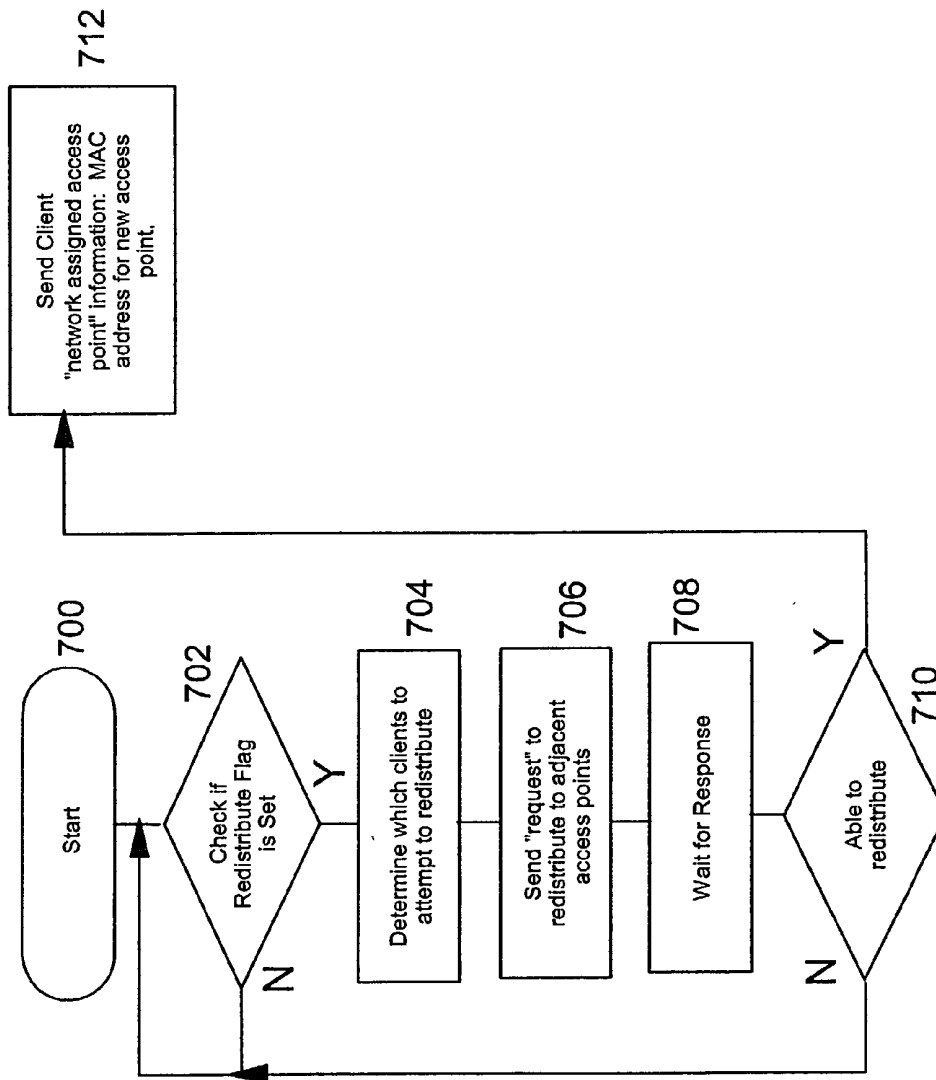 Start
700
Check if
Redistribute Flag
is Set
702
N
Y
Determine which clients to
attempt to redistribute
704
Send "request" to
redistribute to adjacent
access points
706
Wait for Response
708
Able to
redistribute
710
N
Y
Send Client
"network assigned access
point" information: MAC
address for new access
point.
712